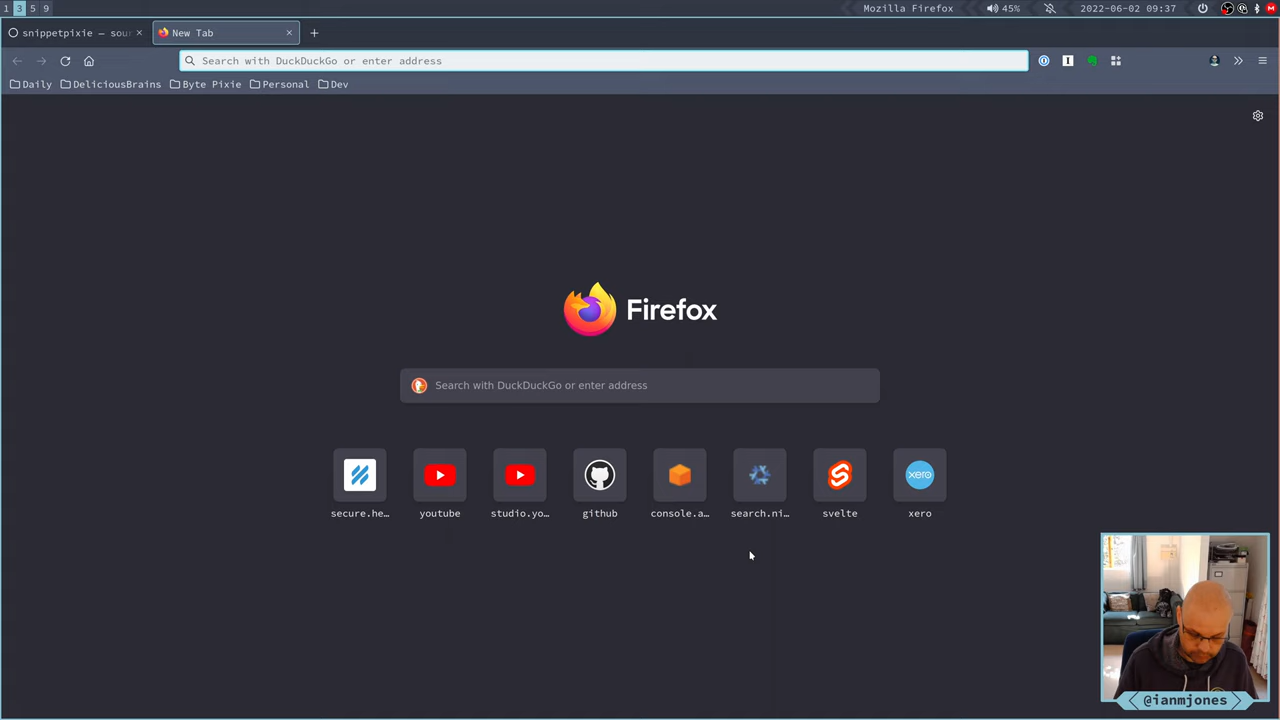 1 3 5 9 Mozilla Firefox 45% 2022-06-02 09:37
snippetpixie — sour New Tab
Search with DuckDuckGo or enter address
Daily DeliciousBrains Byte Pixie Personal Dev
Firefox
Search with DuckDuckGo or enter address
xero
secure.he… youtube studio.yo… github console.a… search.ni… svelte xero
@ianmjones